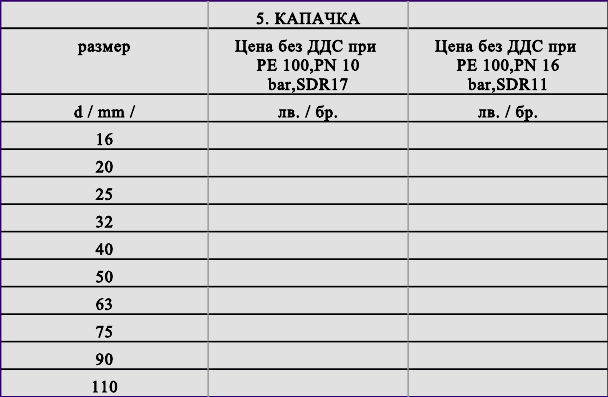 5. КАПАЧКА
размер
Цена без ДДС при
PE 100,PN 10
bar,SDR17
Цена без ДДС при
PE 100,PN 16
bar,SDR11
d / mm /
лв. / бр.
лв. / бр.
16
20
25
32
40
50
63
75
90
110